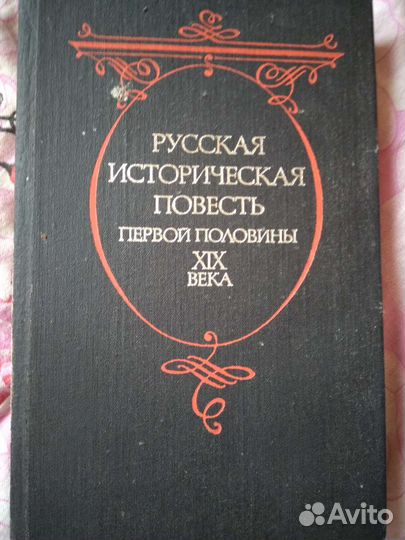 РУССКАЯ
ИСТОРИЧЕСКАЯ
ПОВЕСТЬ
ПЕРВОЙ ПОЛОВИНЫ
XIX
ВЕКА
Avito